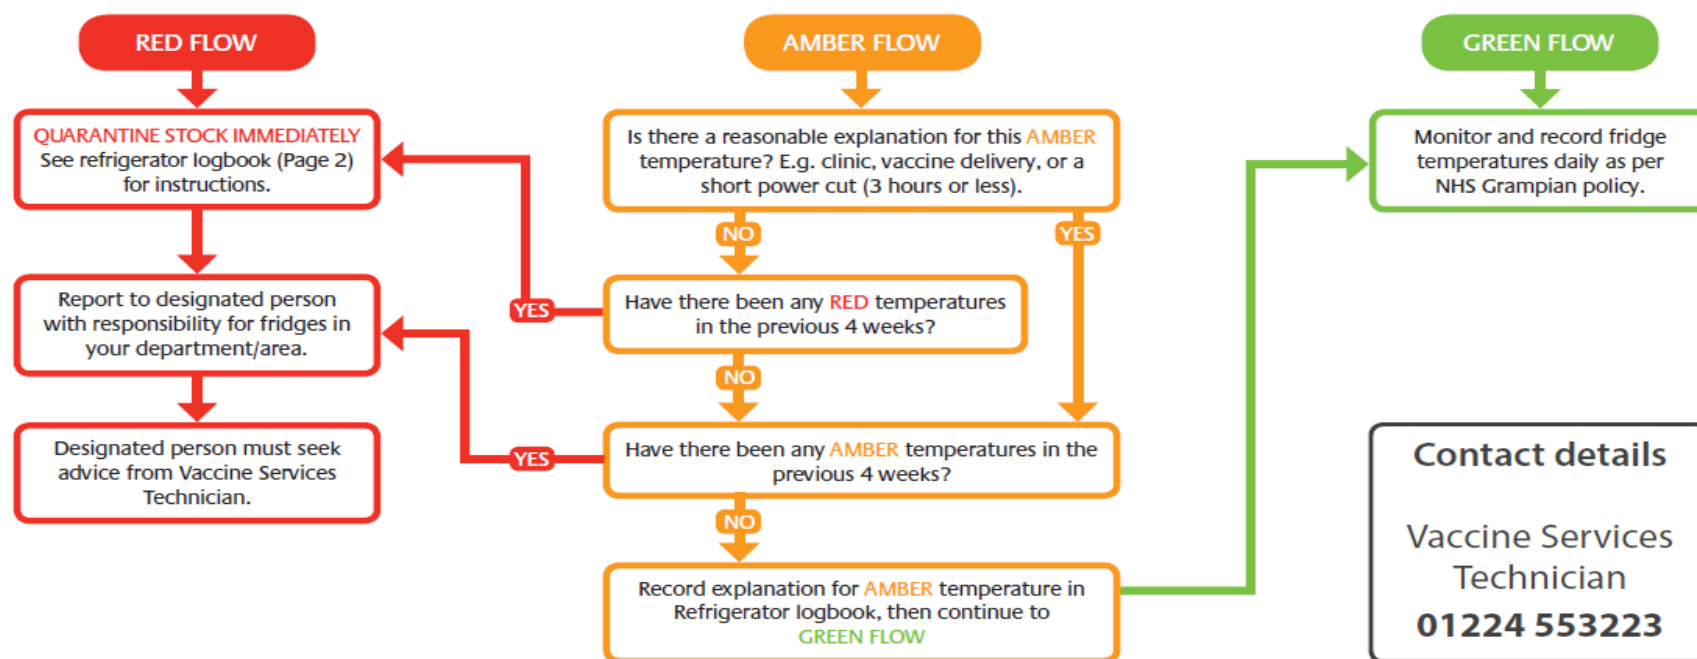 RED FLOW
QUARANTINE STOCK IMMEDIATELY
See refrigerator logbook (Page 2)
for instructions.
Report to designated person
with responsibility for fridges in
your department/area.
Designated person must seek
advice from Vaccine Services
Technician.
AMBER FLOW
Is there a reasonable explanation for this AMBER
temperature? E.g. clinic, vaccine delivery, or a
short power cut (3 hours or less).
NO
YES
Have there been any RED temperatures
in the previous 4 weeks?
YES
NO
Have there been any AMBER temperatures in the
previous 4 weeks?
YES
NO
Record explanation for AMBER temperature in
Refrigerator logbook, then continue to
GREEN FLOW
GREEN FLOW
Monitor and record fridge
temperatures daily as per
NHS Grampian policy.
Contact details
Vaccine Services
Technician
01224 553223